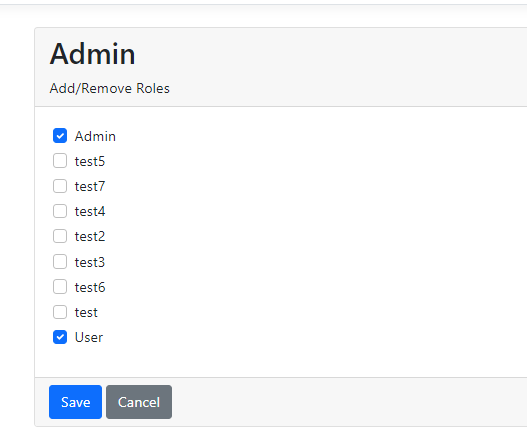 Admin
Add/Remove Roles
Admin
test5
test7
test4
test2
test3
test6
test
User
Save Cancel